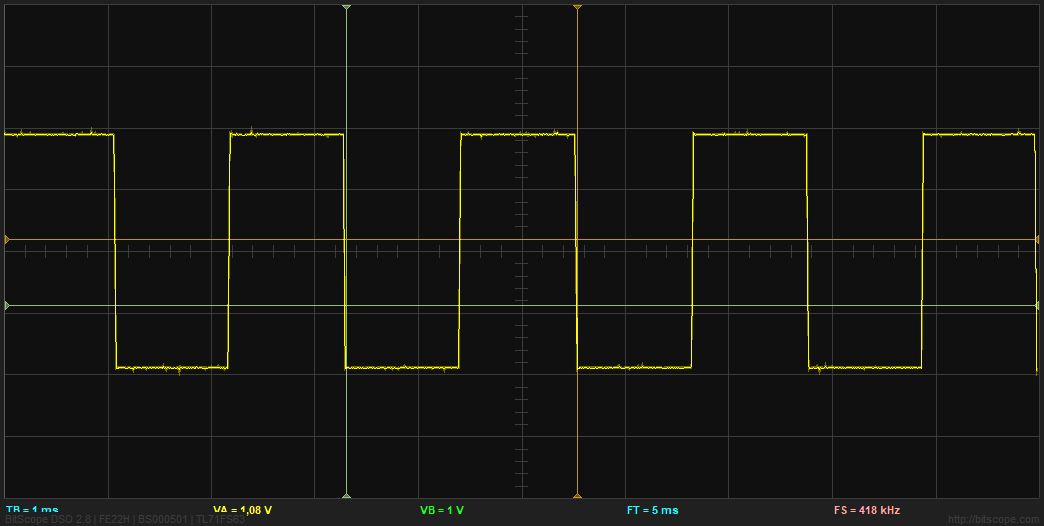 TB = 1 ms VA = 1,08 V VB = 1 V FT = 5 ms FS = 418 kHz
BitScope DSO 2.8 | FE22H | BS000501 | TL71FS63 http://bitscope.com